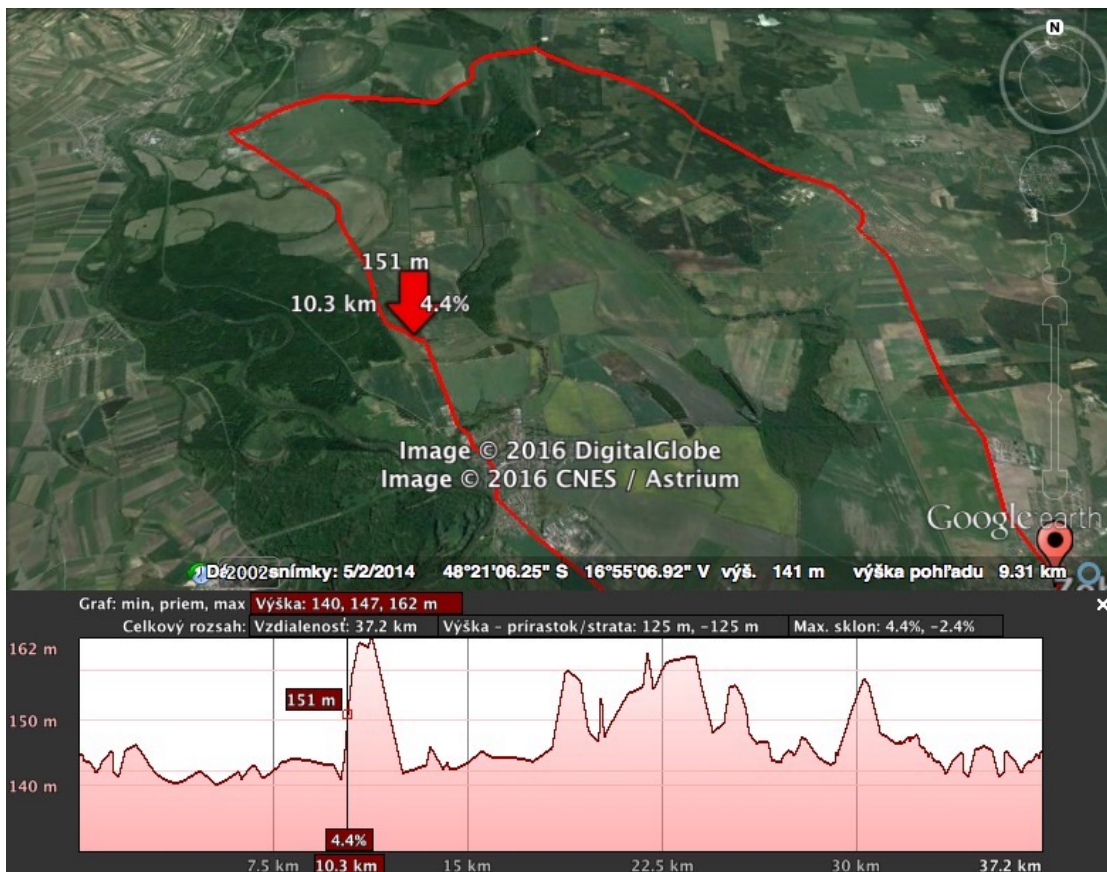 N
151 m
10.3 km 4.4%
Image © 2016 DigitalGlobe
Image © 2016 CNES / Astrium
Google earth
2002 snímky: 5/2/2014 48°21'06.25" S 16°55'06.92" V výš. 141 m výška pohľadu 9.31 km
Graf: min, priem, max Výška: 140, 147, 162 m
Celkový rozsah: Vzdialenosť: 37.2 km Výška - prírastok/strata: 125 m, -125 m Max. sklon: 4.4%, -2.4%
162 m
151 m
150 m
140 m
4.4%
7.5 km 10.3 km 15 km 22.5 km 30 km 37.2 km